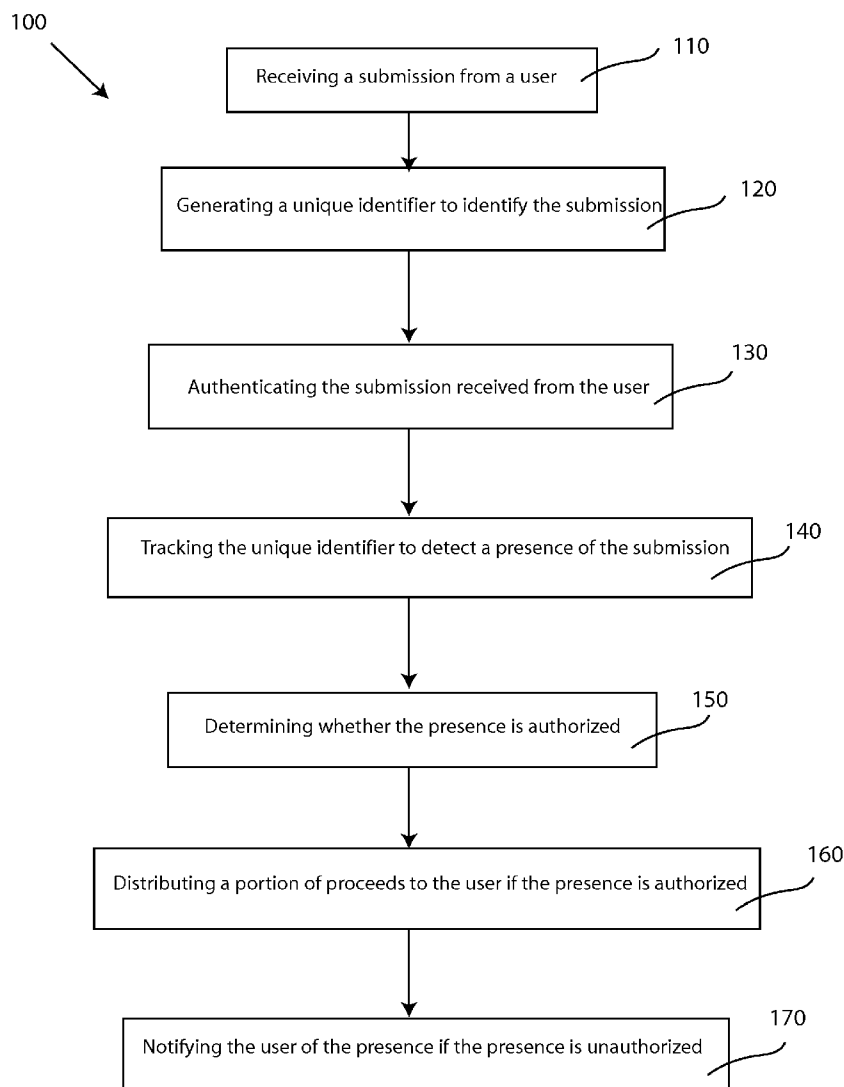 100
110
Receiving a submission from a user
120
Generating a unique identifier to identify the submission
130
Authenticating the submission received from the user
140
Tracking the unique identifier to detect a presence of the submission
150
Determining whether the presence is authorized
160
Distributing a portion of proceeds to the user if the presence is authorized
170
Notifying the user of the presence if the presence is unauthorized